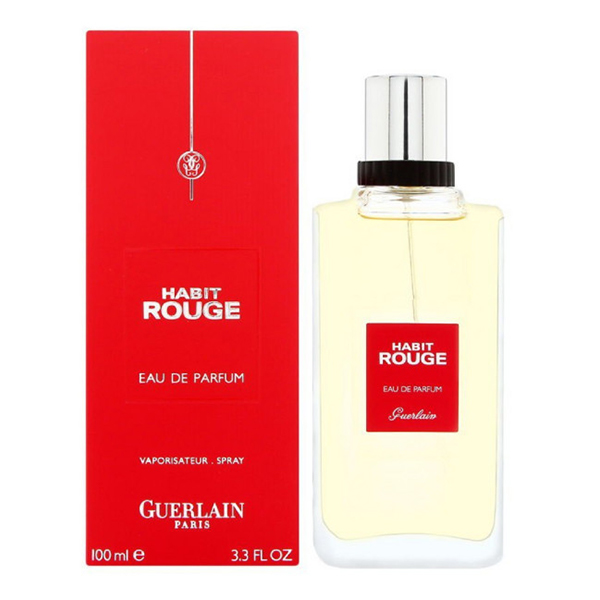 HABIT
ROUGE
EAU DE PARFUM
VAPORISATEUR . SPRAY
GUERLAIN
PARIS
100 ml e
3.3 FL OZ
HABIT
ROUGE
EAU DE PARFUM
Guerlain